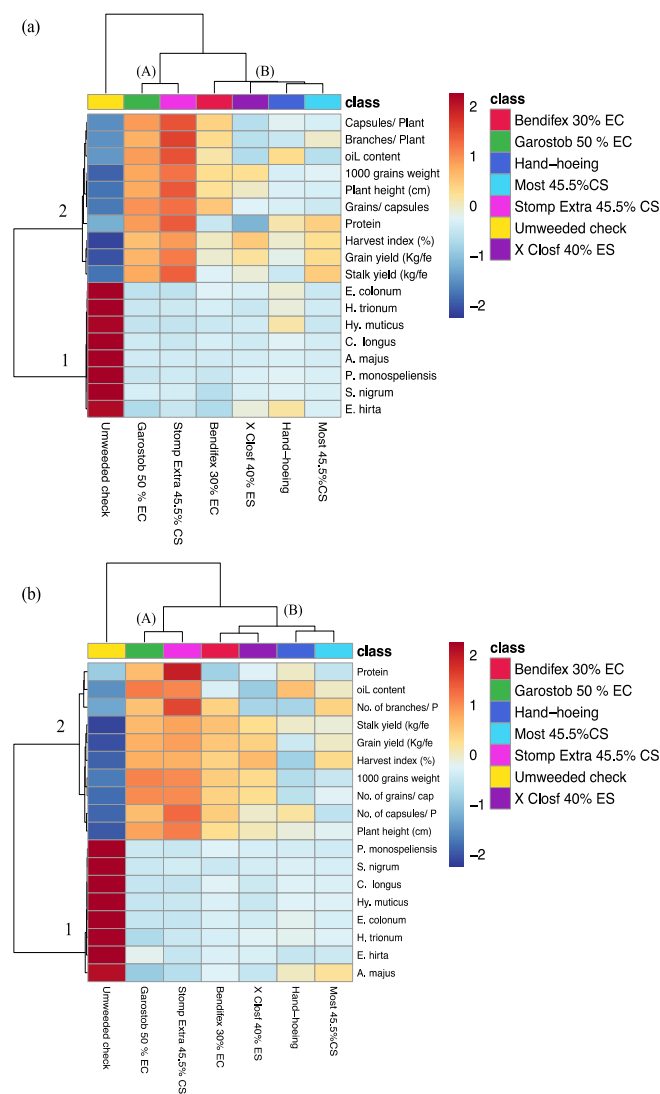 (a)
(A)
(B)
class
Capsules/ Plant
Branches/ Plant
oiL content
1000 grains weight
Plant height (cm)
Grains/ capsules
Protein
Harvest index (%)
Grain yield (Kg/fe
Stalk yield (kg/fe
E. colonum
H. trionum
Hy. muticus
C. longus
A. majus
P. monospeliensis
S. nigrum
E. hirta
2
1
2
1
0
−1
−2
class
Bendifex 30% EC
Garostob 50 % EC
Hand−hoeing
Most 45.5%CS
Stomp Extra 45.5% CS
Umweeded check
X Closf 40% ES
Umweeded check
Garostob 50 % EC
Stomp Extra 45.5% CS
Bendifex 30% EC
X Closf 40% ES
Hand−hoeing
Most 45.5%CS
(b)
(A)
(B)
class
Protein
oiL content
No. of branches/ P
Stalk yield (kg/fe
Grain yield (Kg/fe
Harvest index (%)
1000 grains weight
No. of grains/ cap
No. of capsules/ P
Plant height (cm)
P. monospeliensis
S. nigrum
C. longus
Hy. muticus
E. colonum
H. trionum
E. hirta
A. majus
2
1
2
1
0
−1
−2
class
Bendifex 30% EC
Garostob 50 % EC
Hand−hoeing
Most 45.5%CS
Stomp Extra 45.5% CS
Umweeded check
X Closf 40% ES
Umweeded check
Garostob 50 % EC
Stomp Extra 45.5% CS
Bendifex 30% EC
X Closf 40% ES
Hand−hoeing
Most 45.5%CS